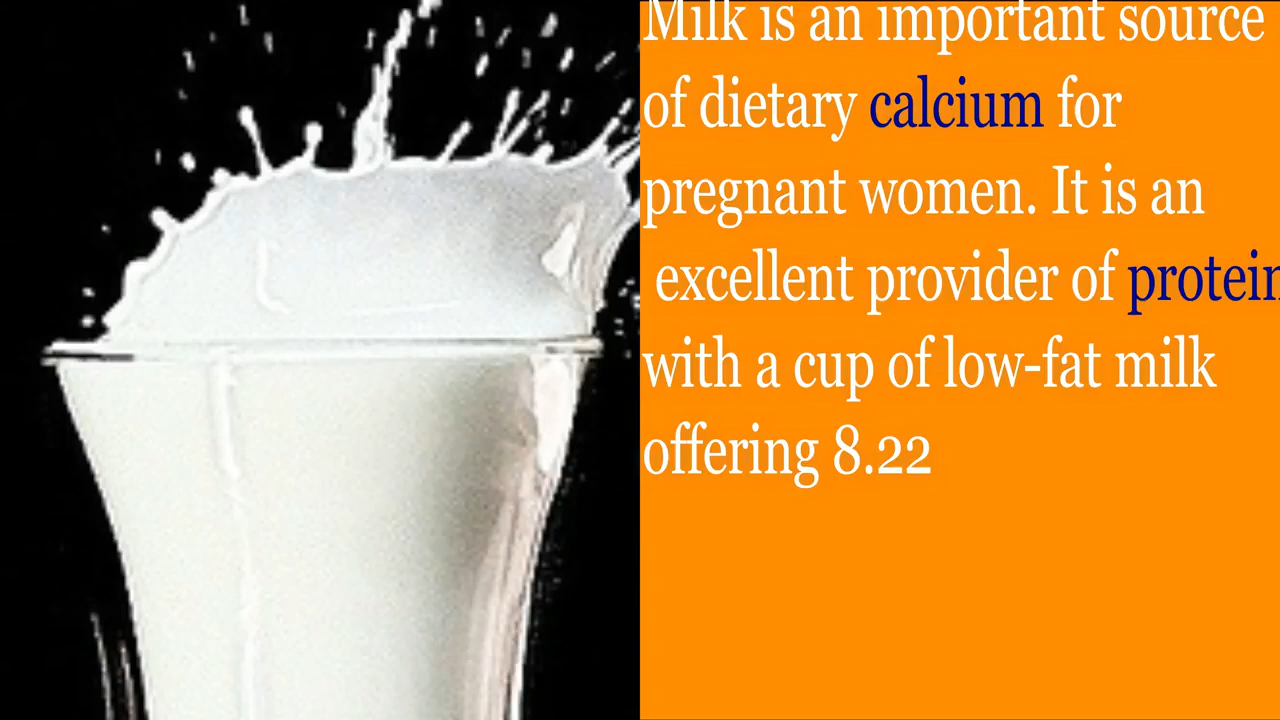 Milk is an important source
of dietary calcium for
pregnant women. It is an
excellent provider of protein
with a cup of low-fat milk
offering 8.22